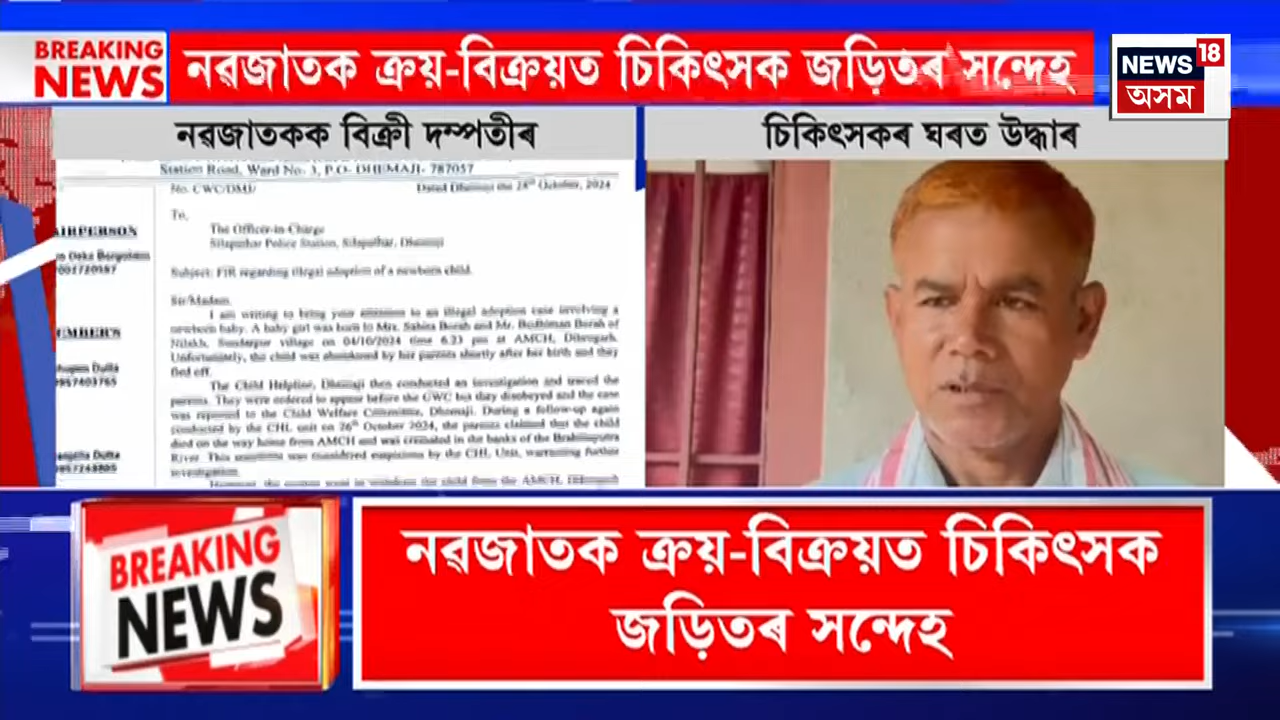 BREAKING
NEWS
নৱজাতক ক্ৰয়-বিক্ৰয়ত চিকিৎসক জড়িতৰ সন্দেহ
NEWS 18
অসম
নৱজাতকক বিক্ৰী দম্পতীৰ
চিকিৎসকৰ ঘৰত উদ্ধাৰ
Station Road, Ward No. 3, P.O- DHEMAJI- 787057
No. CWC/DMJ/
Dated Dhemaji the 28th October, 2024
To,
The Officer-in-Charge
Silapathar Police Station, Silapathar, Dhemaji
Subject: FIR regarding illegal adoption of a newborn child.
Sir/Madam,
I am writing to bring your attention to an illegal adoption case involving a
newborn baby. A baby girl was born to Mrs. Borah and Mr. Borah of
village on 04/10/2024 time 6.23 pm at AMCH, Dibrugarh.
Unfortunately, the child was abandoned by her parents shortly after her birth and they
fled off.
The Child Helpline, Dhemaji then conducted an investigation and traced the
parents. They were ordered to appear before the CWC but they disobeyed and the case
was reported to the Child Welfare Committee, Dhemaji. During a follow-up again
conducted by the CHL unit on 26th October 2024, the parents claimed that the child
died on the way home from AMCH and was cremated in the banks of the Brahmaputra
River. This was considered suspicious by the CHL Unit, warranting further
investigation.
BREAKING
NEWS
নৱজাতক ক্ৰয়-বিক্ৰয়ত চিকিৎসক
জড়িতৰ সন্দেহ